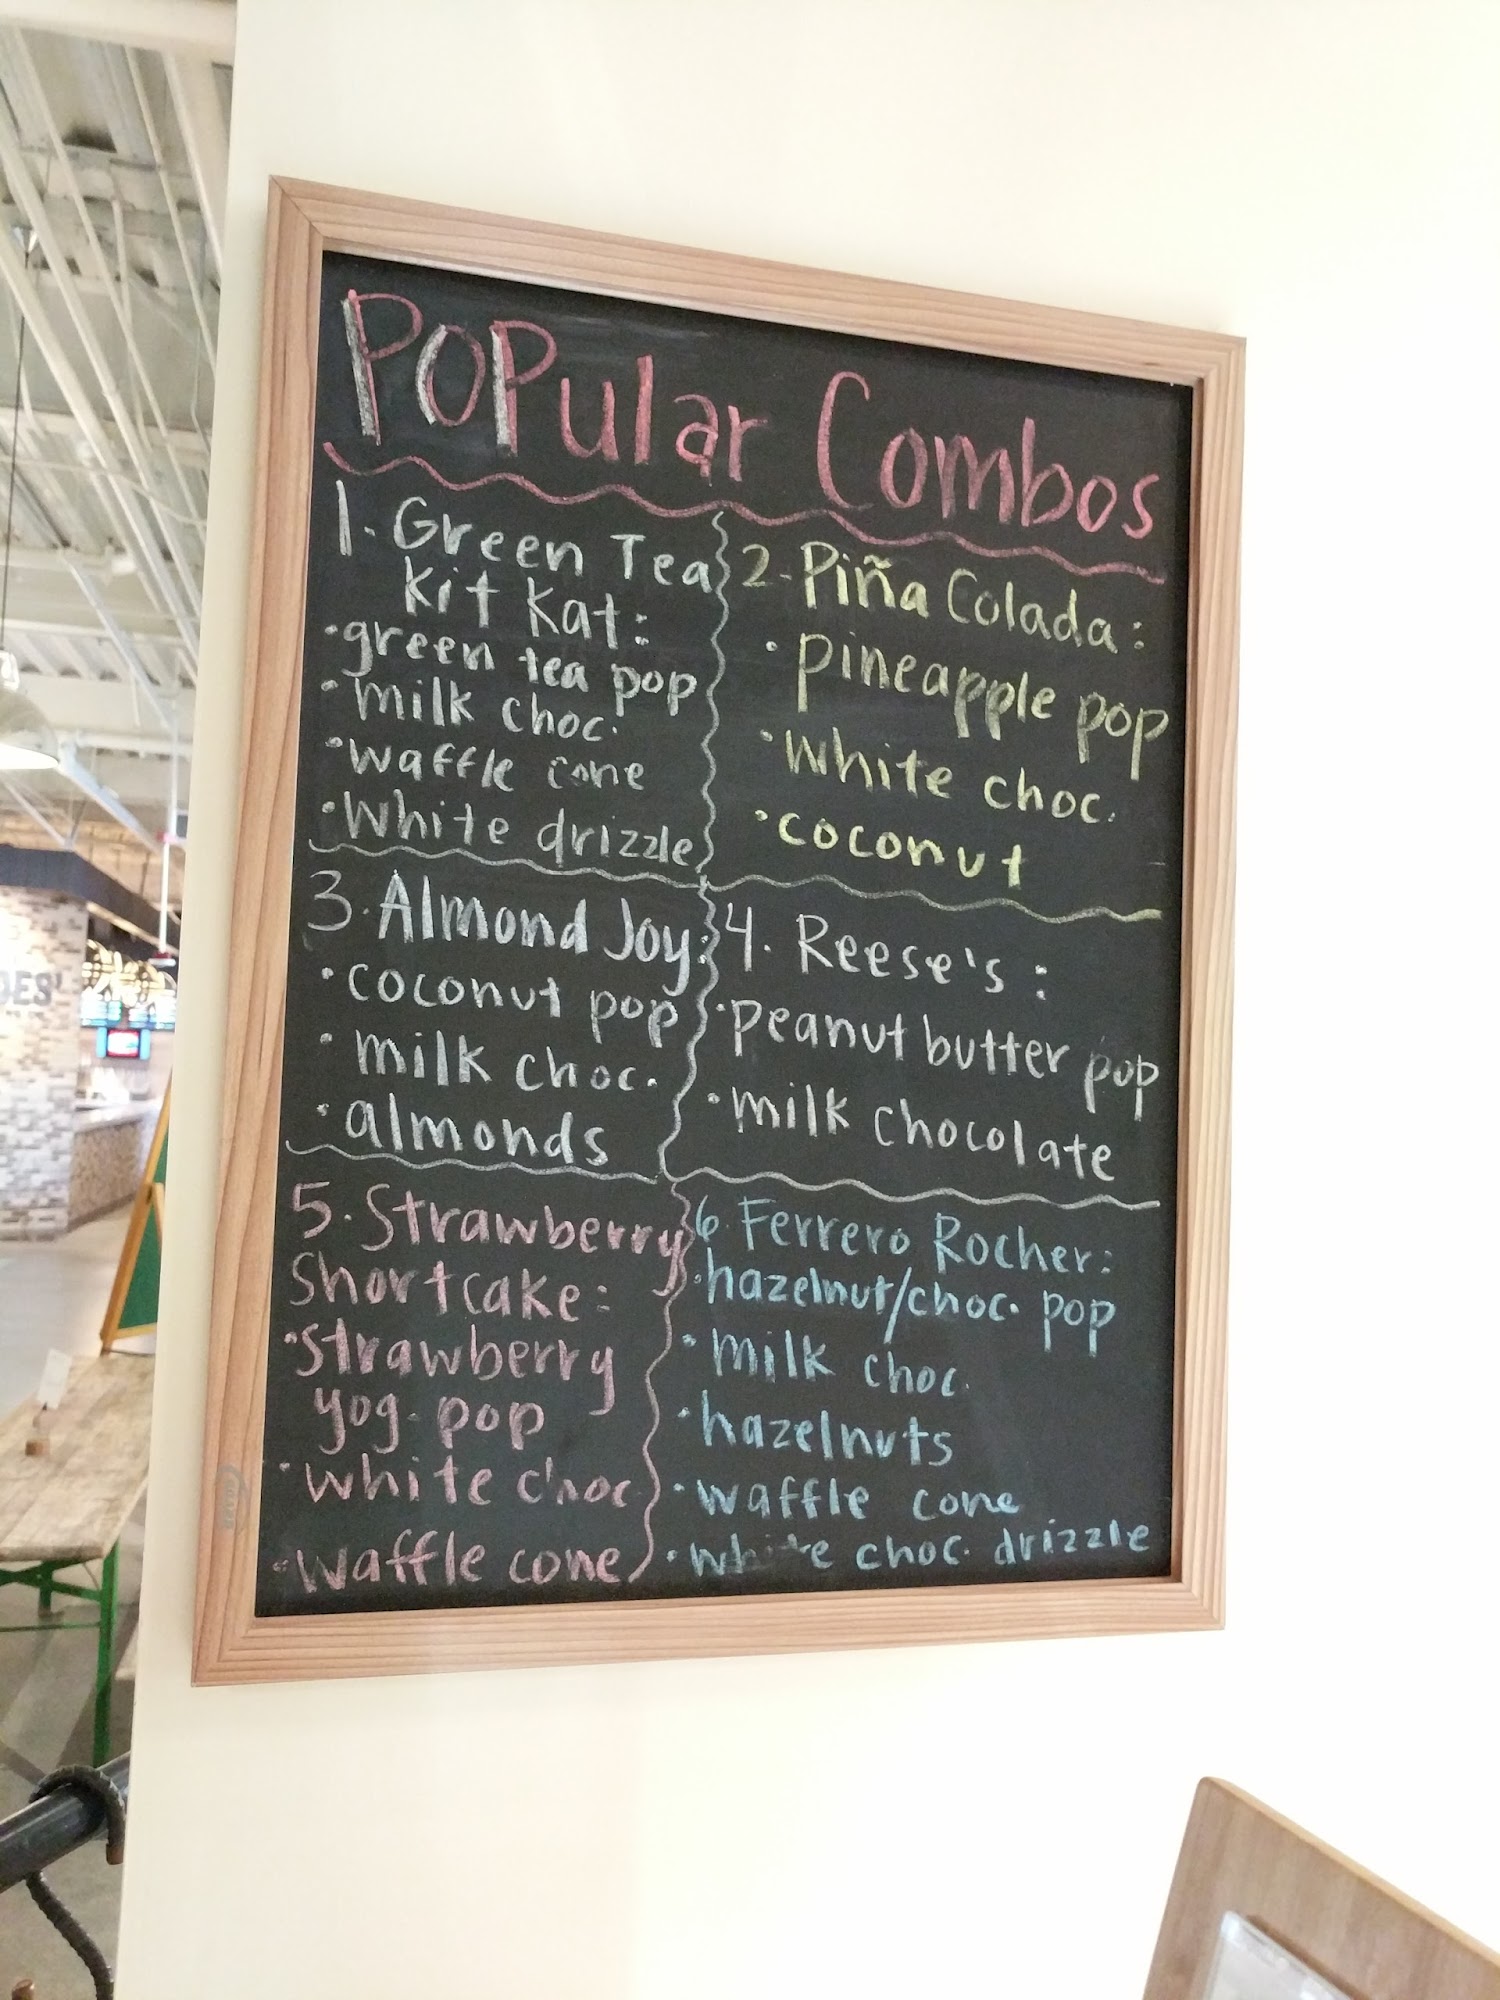 POPular Combos
1. Green Tea
Kit Kat:
• green tea pop
• milk choc.
• waffle cone
• white drizzle
2. Piña Colada:
• pineapple pop
• white choc.
• coconut
3. Almond Joy:
• coconut pop
• milk choc.
• almonds
4. Reese's:
• peanut butter pop
• milk chocolate
5. Strawberry
Shortcake:
• strawberry
yog. pop
• white choc
• waffle cone
6. Ferrero Rocher:
• hazelnut/choc. pop
• milk choc.
• hazelnuts
• waffle cone
• white choc. drizzle